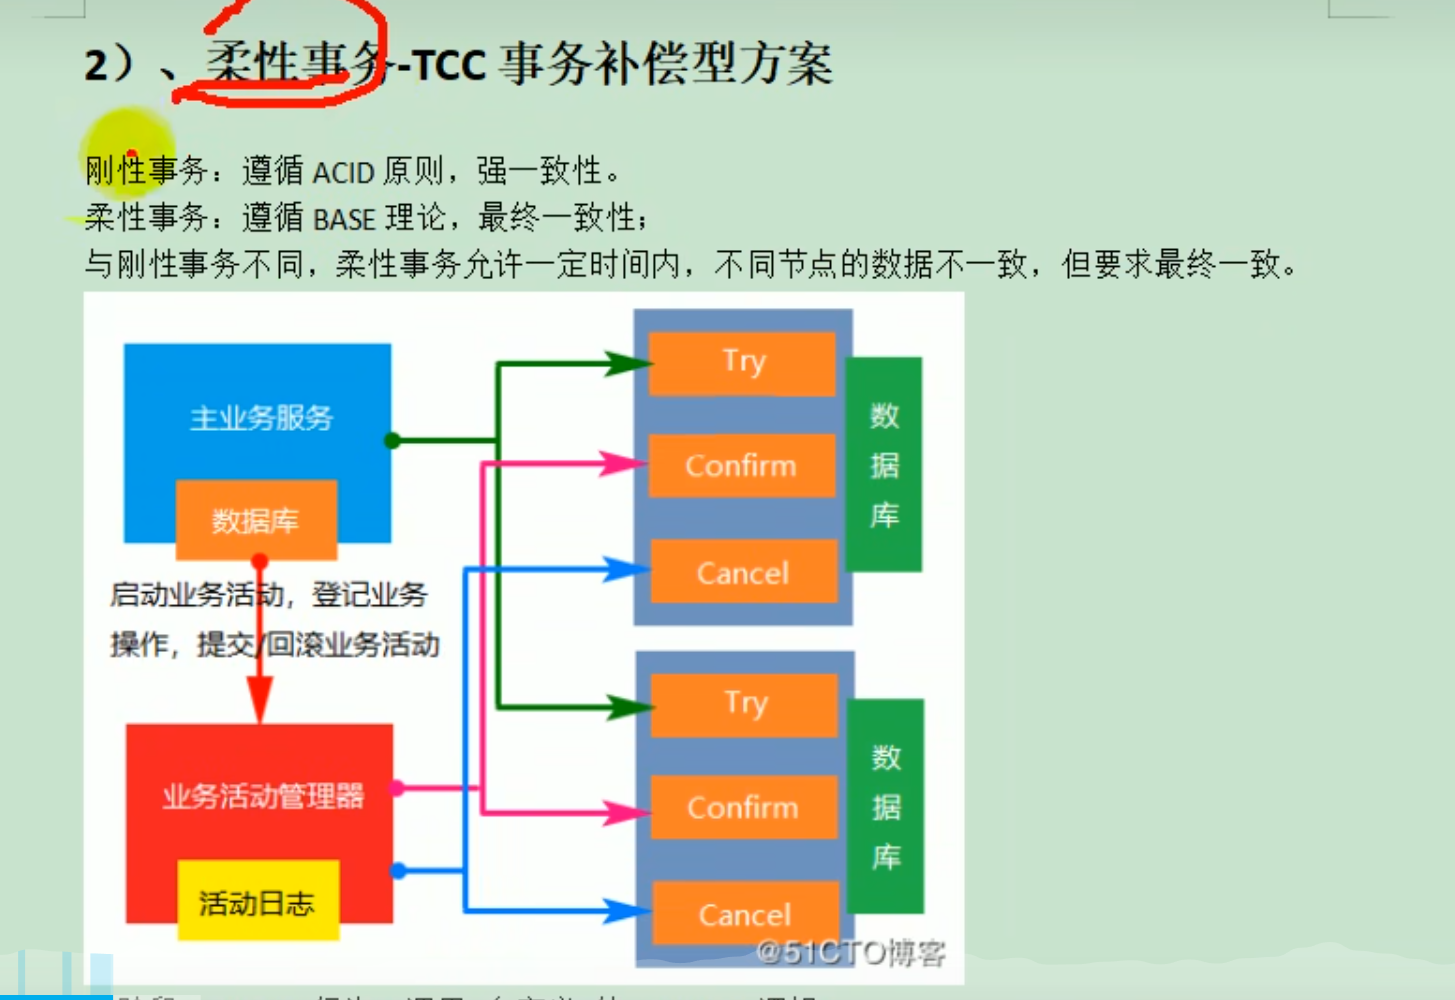 2）、柔性事务-TCC 事务补偿型方案
刚性事务：遵循 ACID 原则，强一致性。
柔性事务：遵循 BASE 理论，最终一致性；
与刚性事务不同，柔性事务允许一定时间内，不同节点的数据不一致，但要求最终一致。
主业务服务
数据库
启动业务活动，登记业务
操作，提交/回滚业务活动
业务活动管理器
活动日志
Try
Confirm
Cancel
数据库
Try
Confirm
Cancel
数据库
@51CTO博客